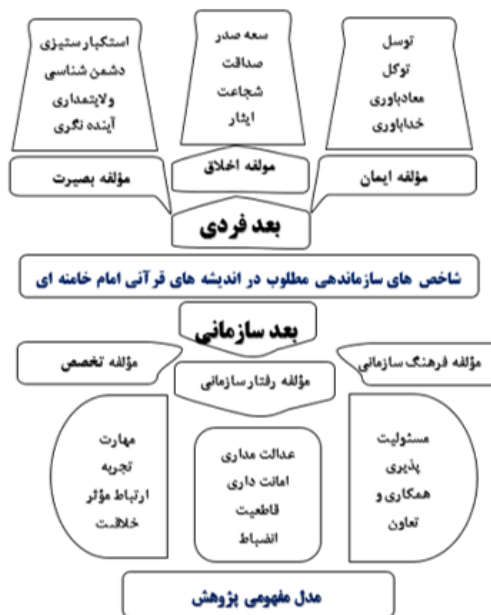 توسل
توکل
معادباوری
خداباوری
سعه صدر
صداقت
شجاعت
ایثار
استکبار ستیزی
دشمن شناسی
ولایتمداری
آینده نگری
مؤلفه ایمان
مولفه اخلاق
مؤلفه بصیرت
بعد فردی
شاخص های سازماندهی مطلوب در اندیشه های قرآنی امام خامنه ای
بعد سازمانی
مؤلفه فرهنگ سازمانی
مؤلفه رفتار سازمانی
مؤلفه تخصص
مسئولیت
پذیری
همکاری و
تعاون
عدالت مداری
امانت داری
قاطعیت
انضباط
مهارت
تجربه
ارتباط مؤثر
خلاقیت
مدل مفهومی پژوهش